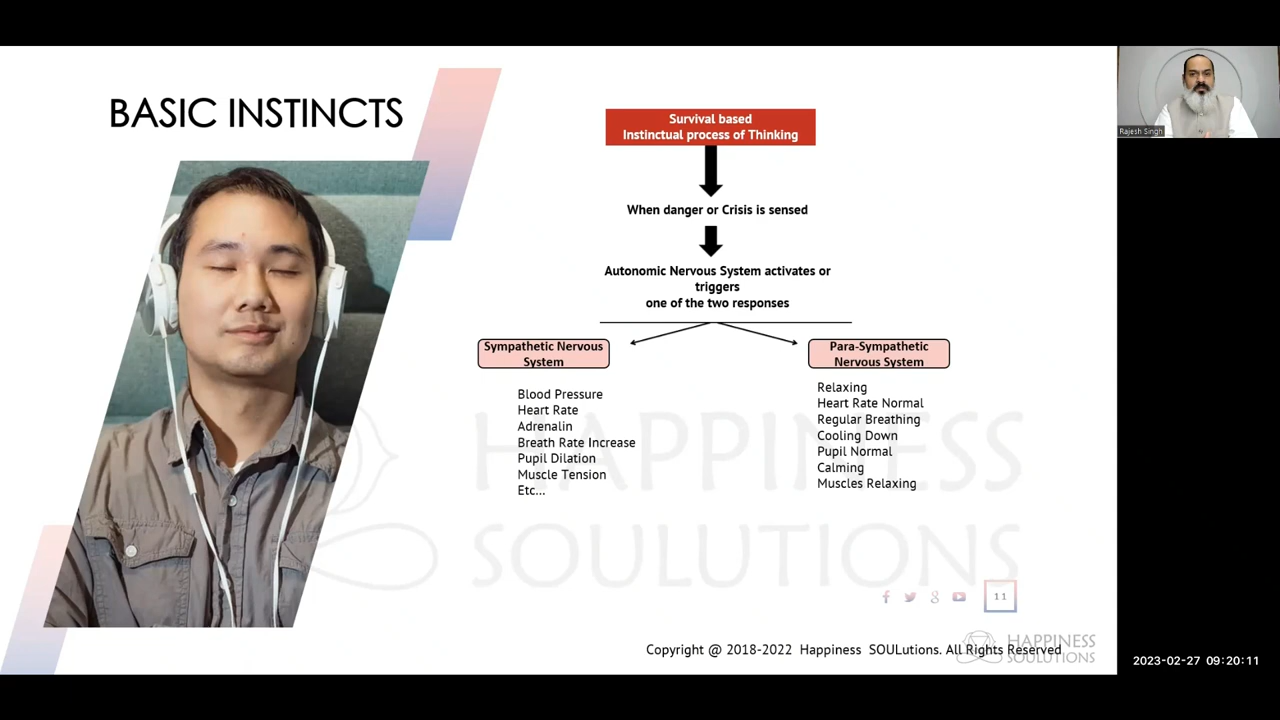 BASIC INSTINCTS
Survival based
Instinctual process of Thinking
When danger or Crisis is sensed
Autonomic Nervous System activates or
triggers
one of the two responses
Sympathetic Nervous
System
Blood Pressure
Heart Rate
Adrenalin
Breath Rate Increase
Pupil Dilation
Muscle Tension
Etc...
Para-Sympathetic
Nervous System
Relaxing
Heart Rate Normal
Regular Breathing
Cooling Down
Pupil Normal
Calming
Muscles Relaxing
HAPPINESS
SOULUTIONS
11
Copyright @ 2018-2022 Happiness SOULutions. All Rights Reserved
HAPPINESS
SOULUTIONS
Rajesh Singh
2023-02-27 09:20:11